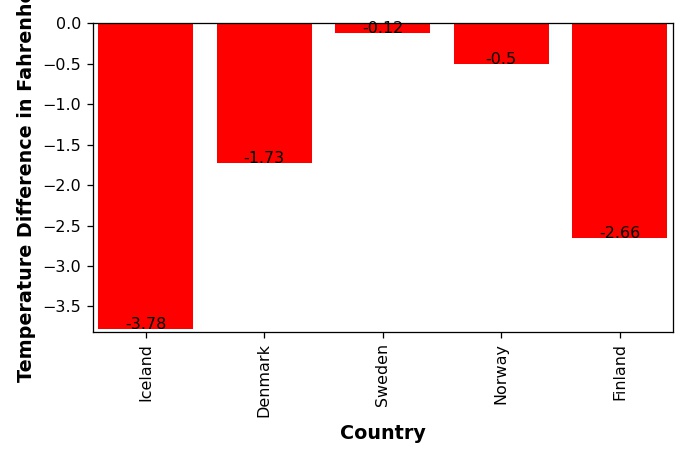 Temperature Difference in
0.0
−0.5
−1.0
−1.5
−2.0
−2.5
−3.0
−3.5
-3.78
-1.73
-0.12
-0.5
-2.66
Iceland
Denmark
Sweden
Norway
Finland
Country